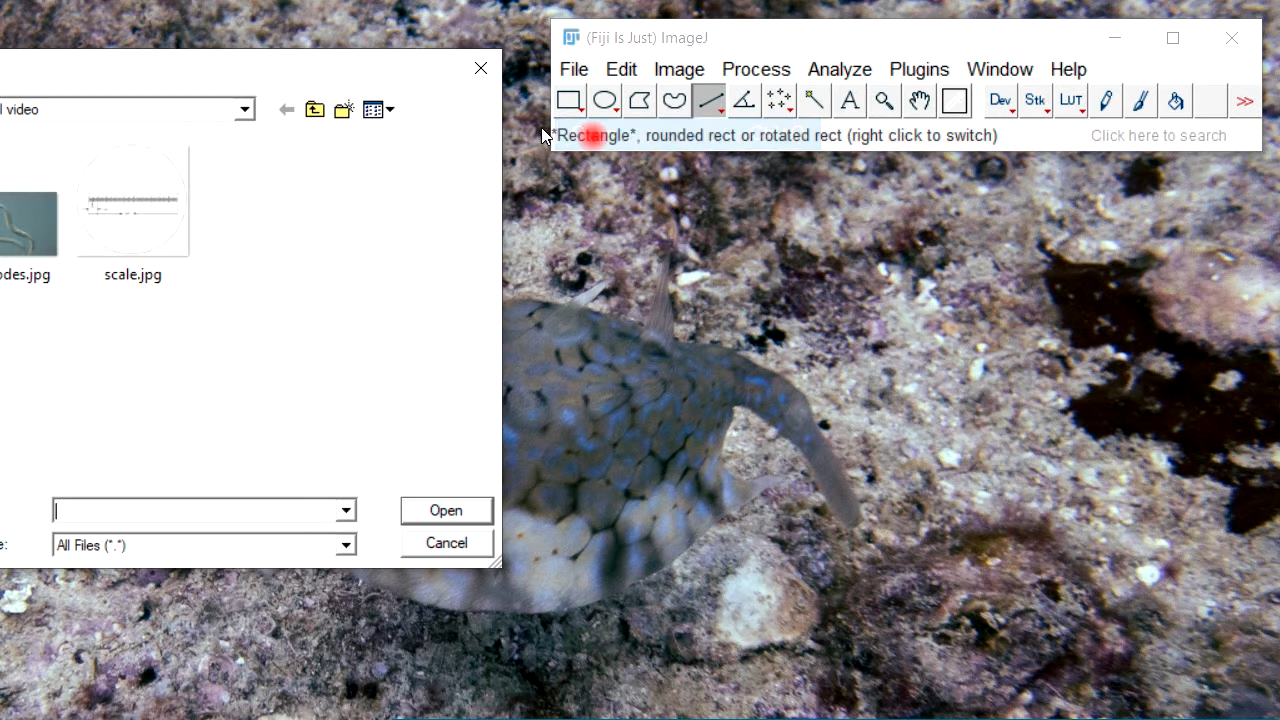 (Fiji Is Just) ImageJ
File Edit Image Process Analyze Plugins Window Help
Dev Stk LUT >>
*Rectangle*, rounded rect or rotated rect (right click to switch)
Click here to search
l video
odes.jpg
scale.jpg
Open
e:
All Files (*.*)
Cancel